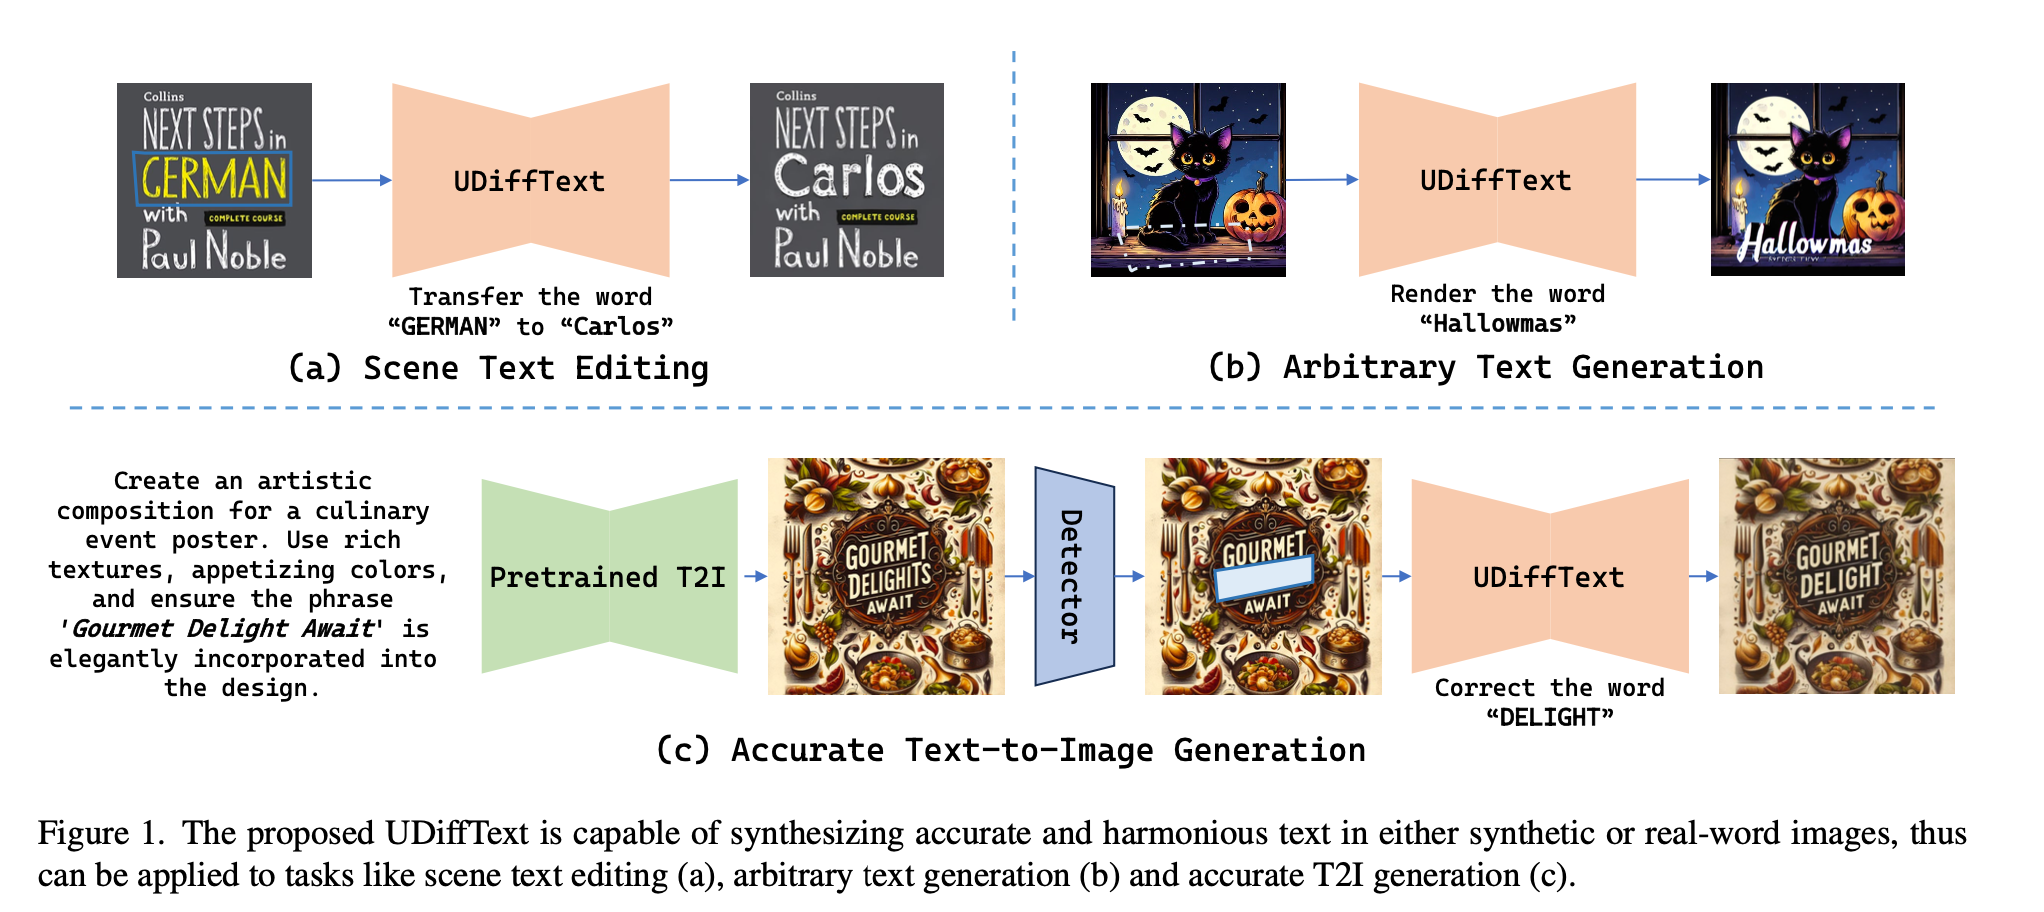 Collins
NEXT STEPS in
GERMAN
with COMPLETE COURSE
Paul Noble
UDiffText
Transfer the word
“GERMAN” to “Carlos”
Collins
NEXT STEPS in
Carlos
with COMPLETE COURSE
Paul Noble
(a) Scene Text Editing
UDiffText
Render the word
“Hallowmas”
Hallowmas
(b) Arbitrary Text Generation
Create an artistic
composition for a culinary
event poster. Use rich
textures, appetizing colors,
and ensure the phrase
'Gourmet Delight Await' is
elegantly incorporated into
the design.
Pretrained T2I
GOURMET
DELIGHITS
AWAIT
Detector
GOURMET
AWAIT
UDiffText
Correct the word
“DELIGHT”
GOURMET
DELIGHT
AWAIT
(c) Accurate Text-to-Image Generation
Figure 1. The proposed UDiffText is capable of synthesizing accurate and harmonious text in either synthetic or real-word images, thus
can be applied to tasks like scene text editing (a), arbitrary text generation (b) and accurate T2I generation (c).